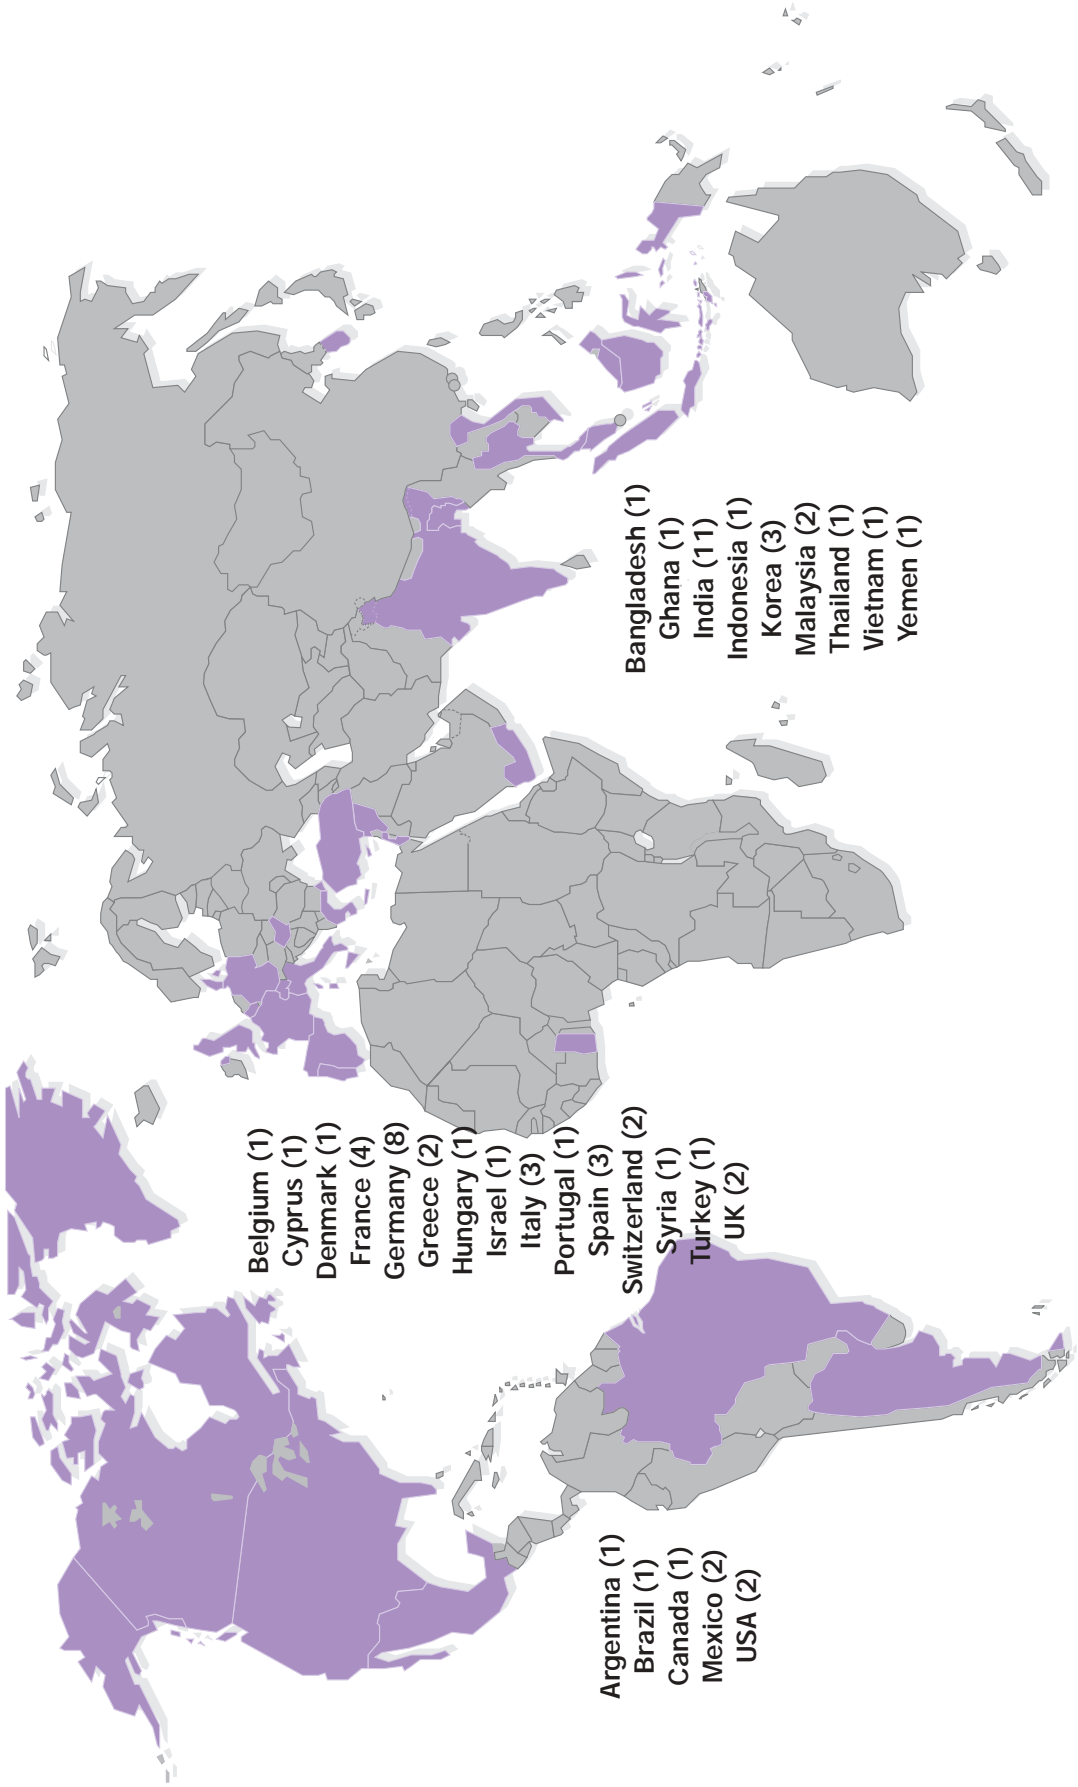 Argentina (1)
Brazil (1)
Canada (1)
Mexico (2)
USA (2)
Belgium (1)
Cyprus (1)
Denmark (1)
France (4)
Germany (8)
Greece (2)
Hungary (1)
Israel (1)
Italy (3)
Portugal (1)
Spain (3)
Switzerland (2)
Syria (1)
Turkey (1)
UK (2)
Bangladesh (1)
Ghana (1)
India (11)
Indonesia (1)
Korea (3)
Malaysia (2)
Thailand (1)
Vietnam (1)
Yemen (1)